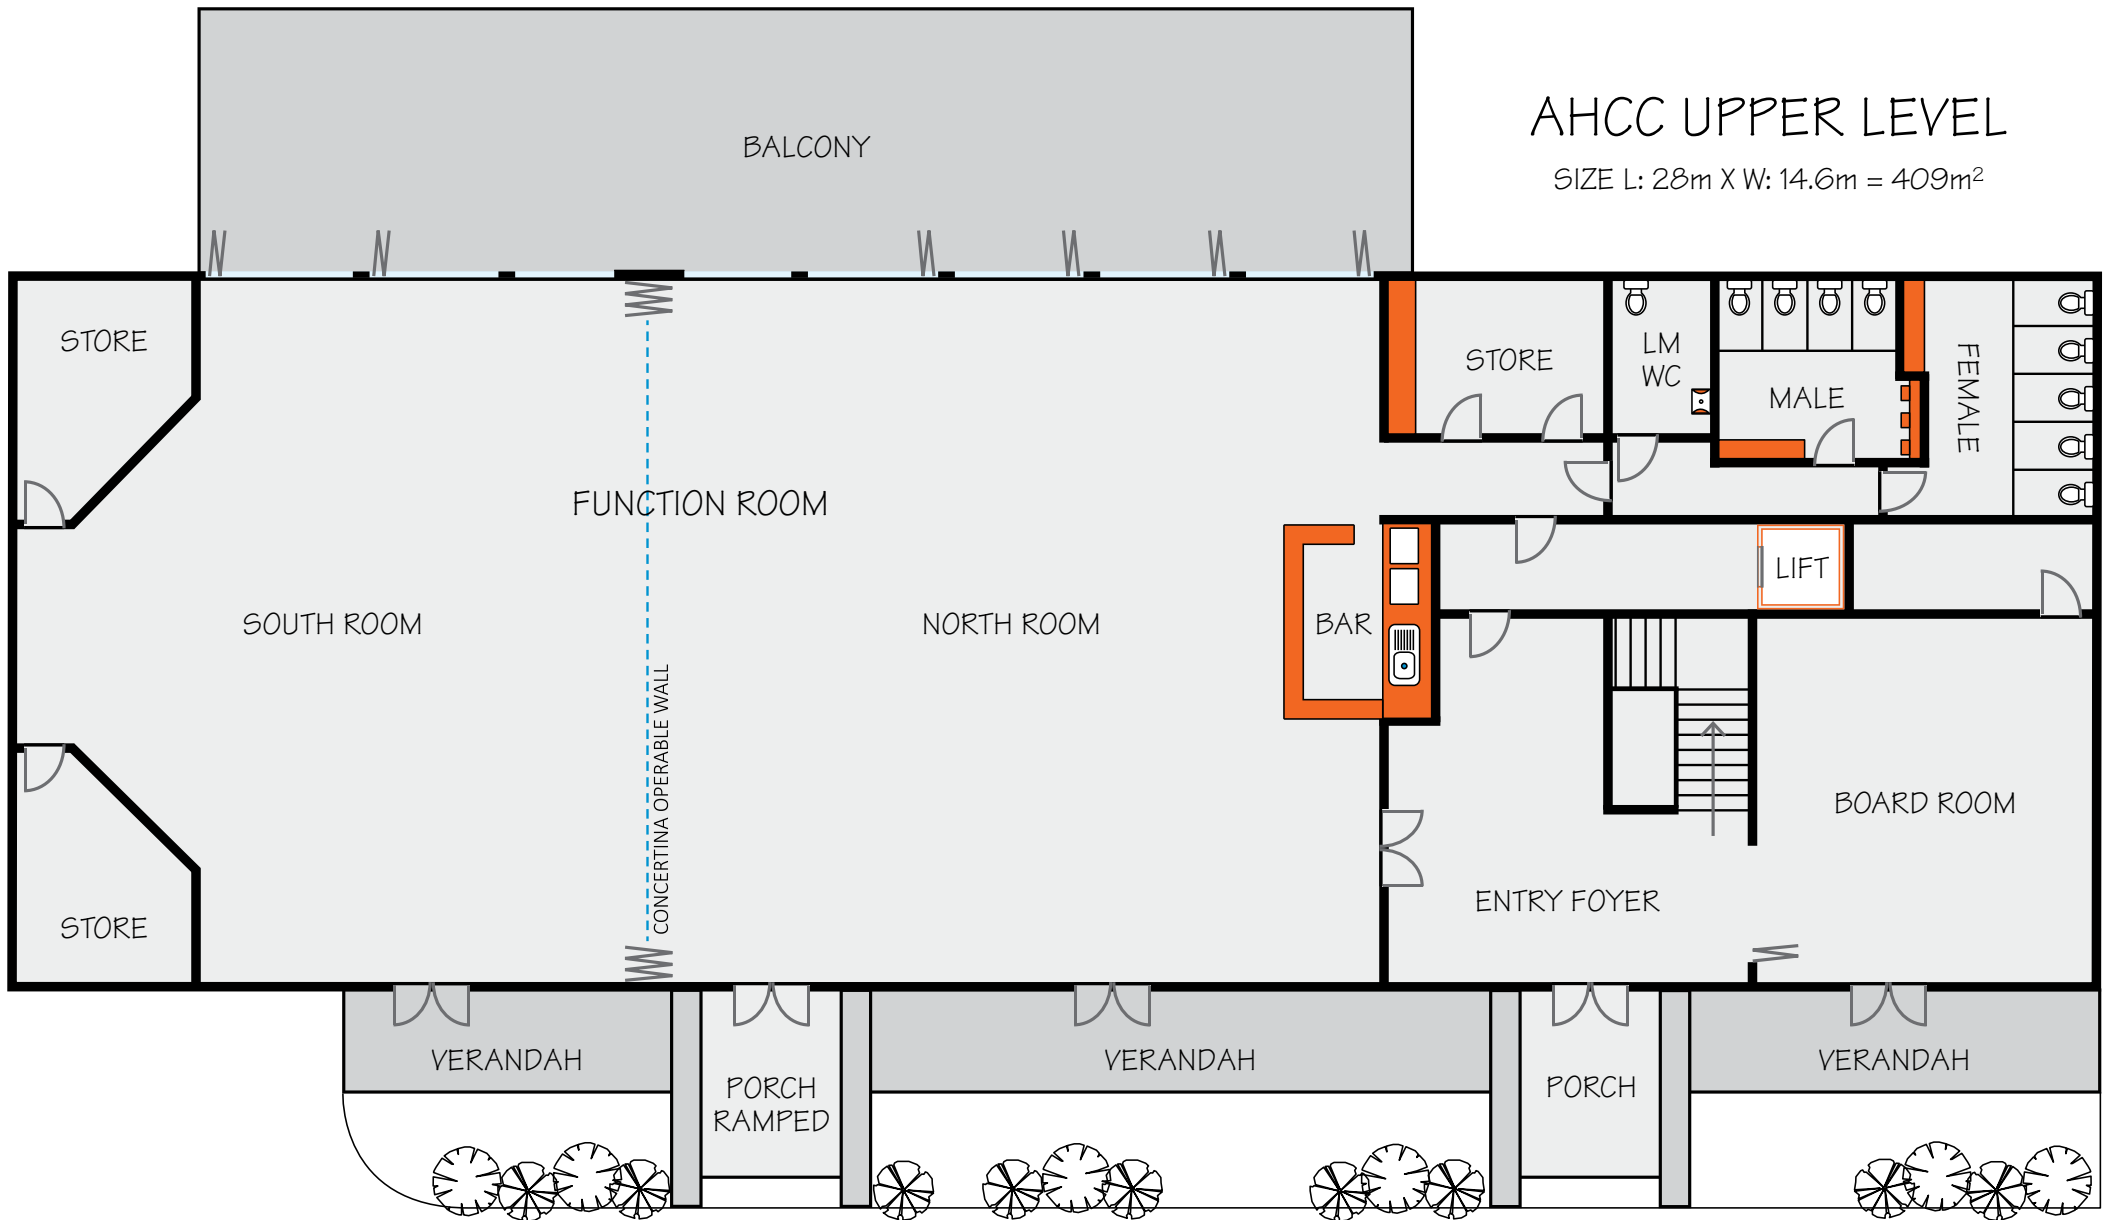 BALCONY
AHCC UPPER LEVEL
SIZE L: 28m X W: 14.6m = 409m²
STORE
STORE
LM
WC
MALE
FEMALE
FUNCTION ROOM
SOUTH ROOM
NORTH ROOM
BAR
LIFT
CONCERTINA OPERABLE WALL
BOARD ROOM
ENTRY FOYER
STORE
VERANDAH
PORCH
RAMPED
VERANDAH
PORCH
VERANDAH